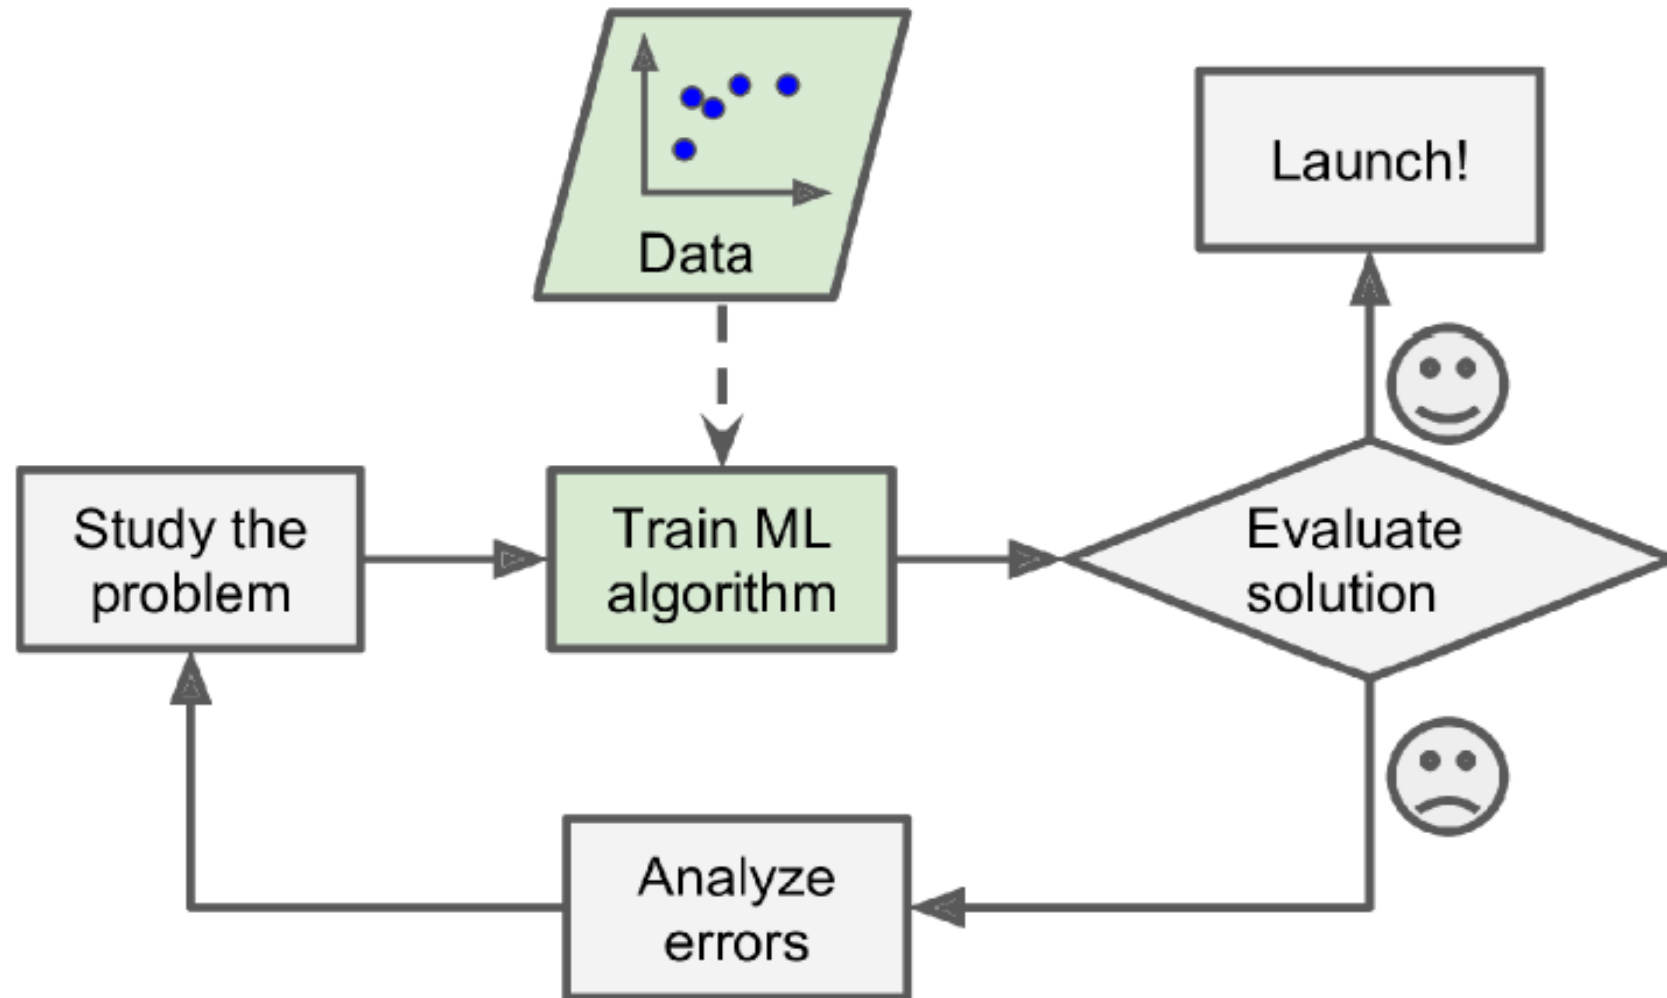 Data
Launch!
Study the
problem
Train ML
algorithm
Evaluate
solution
Analyze
errors